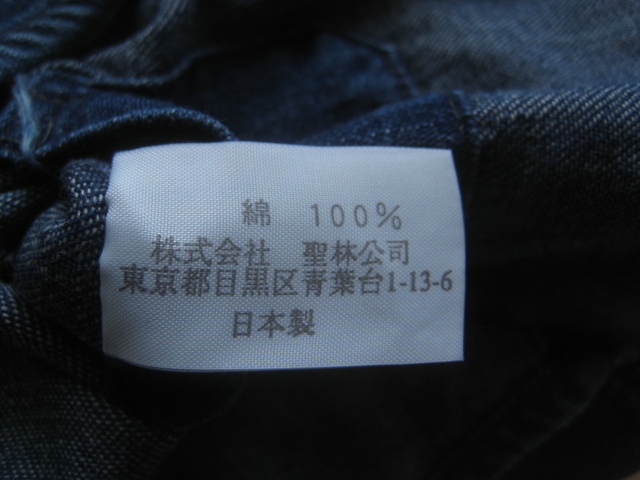 綿 100%
株式会社 聖林公司
東京都目黒区青葉台1-13-6
日本製